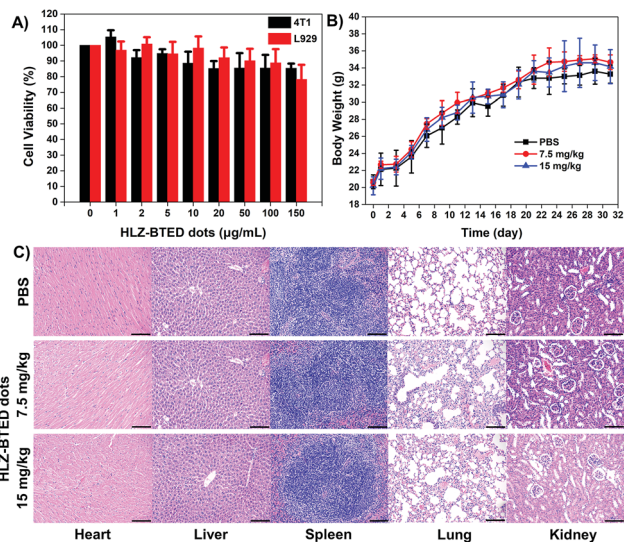 A)
4T1
L929
120
110
100
90
80
70
60
50
40
30
20
10
0
Cell Viability (%)
0 1 2 5 10 20 50 100 150
HLZ-BTED dots (μg/mL)
B)
36
34
32
30
28
26
24
22
20
18
Body Weight (g)
PBS
7.5 mg/kg
15 mg/kg
0 2 4 6 8 10 12 14 16 18 20 22 24 26 28 30 32
Time (day)
C)
PBS
7.5 mg/kg
15 mg/kg
HLZ-BTED dots
Heart Liver Spleen Lung Kidney